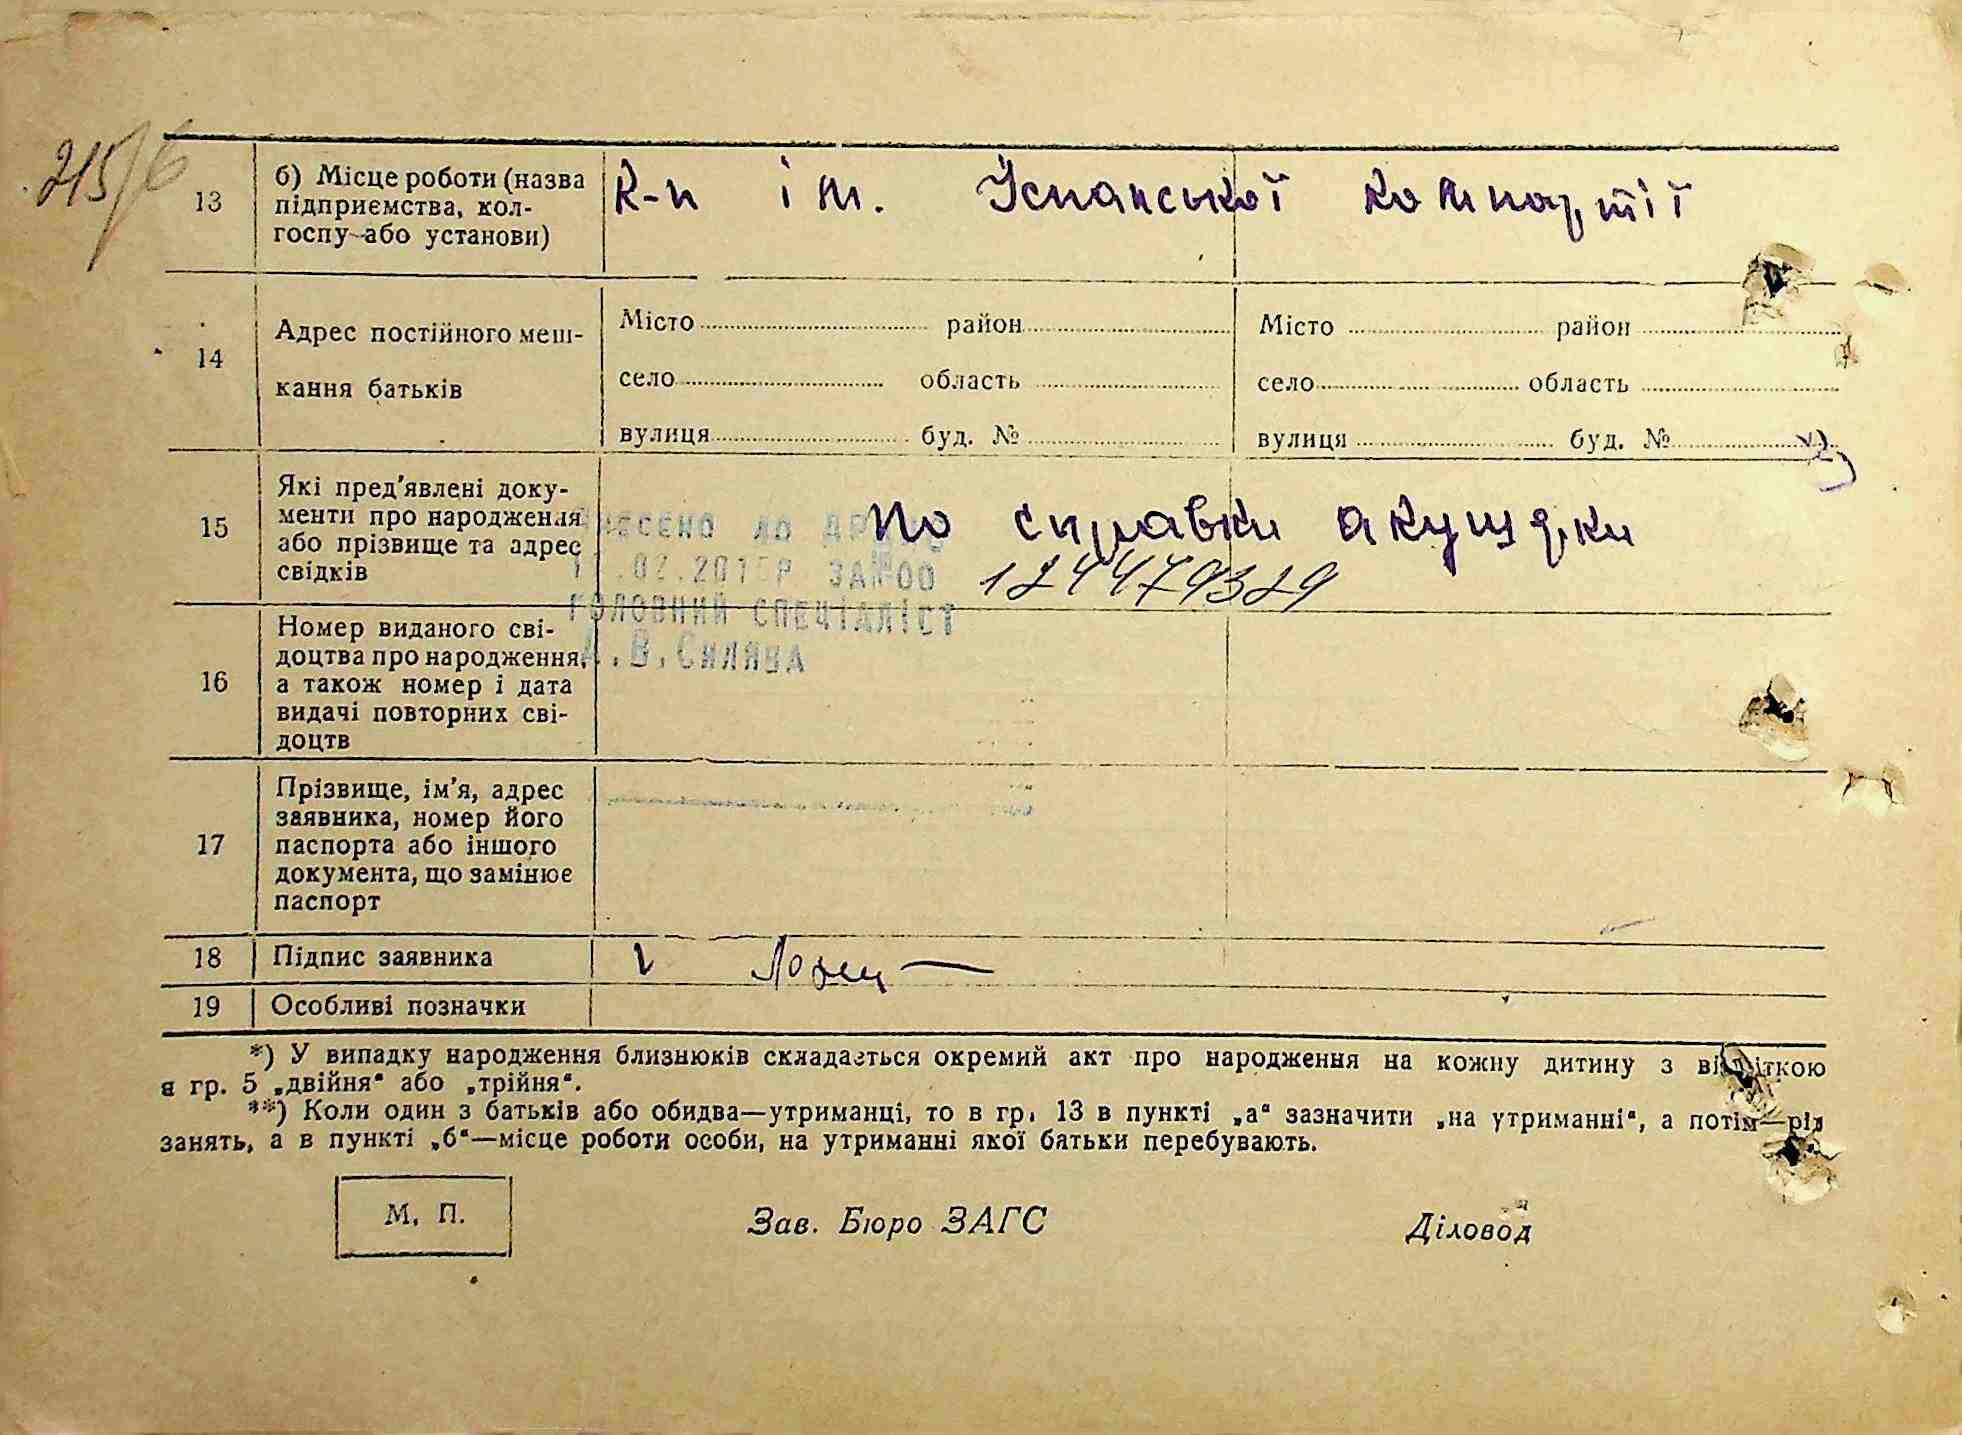 215/6
13
б) Місце роботи (назва
підприємства, кол-
госпу або установи)
к-п ім. Іспанської компартії
14
Адрес постійного меш-
кання батьків
Місто район
село область
вулиця буд. №
Місто район
село область
вулиця буд. №
15
Які пред'явлені доку-
менти про народження
або прізвище та адрес
свідків
по справки акушерки
1244479329
ДО
ГОЛОВНИЙ СПЕЦІАЛІСТ
А.В.Силява
16
Номер виданого сві-
доцтва про народження,
а також номер і дата
видачі повторних сві-
доцтв
17
Прізвище, ім'я, адрес
заявника, номер його
паспорта або іншого
документа, що замінює
паспорт
18
Підпис заявника
19
Особливі позначки
*) У випадку народження близнюків складається окремий акт про народження на кожну дитину з відміткою
в гр. 5 „двійня“ або „трійня“.
**) Коли один з батьків або обидва—утриманці, то в гр. 13 в пункті „а“ зазначити „на утриманні“, а потім—рід
занять, а в пункті „б“—місце роботи особи, на утриманні якої батьки перебувають.
М. П.
Зав. Бюро ЗАГС
Діловод